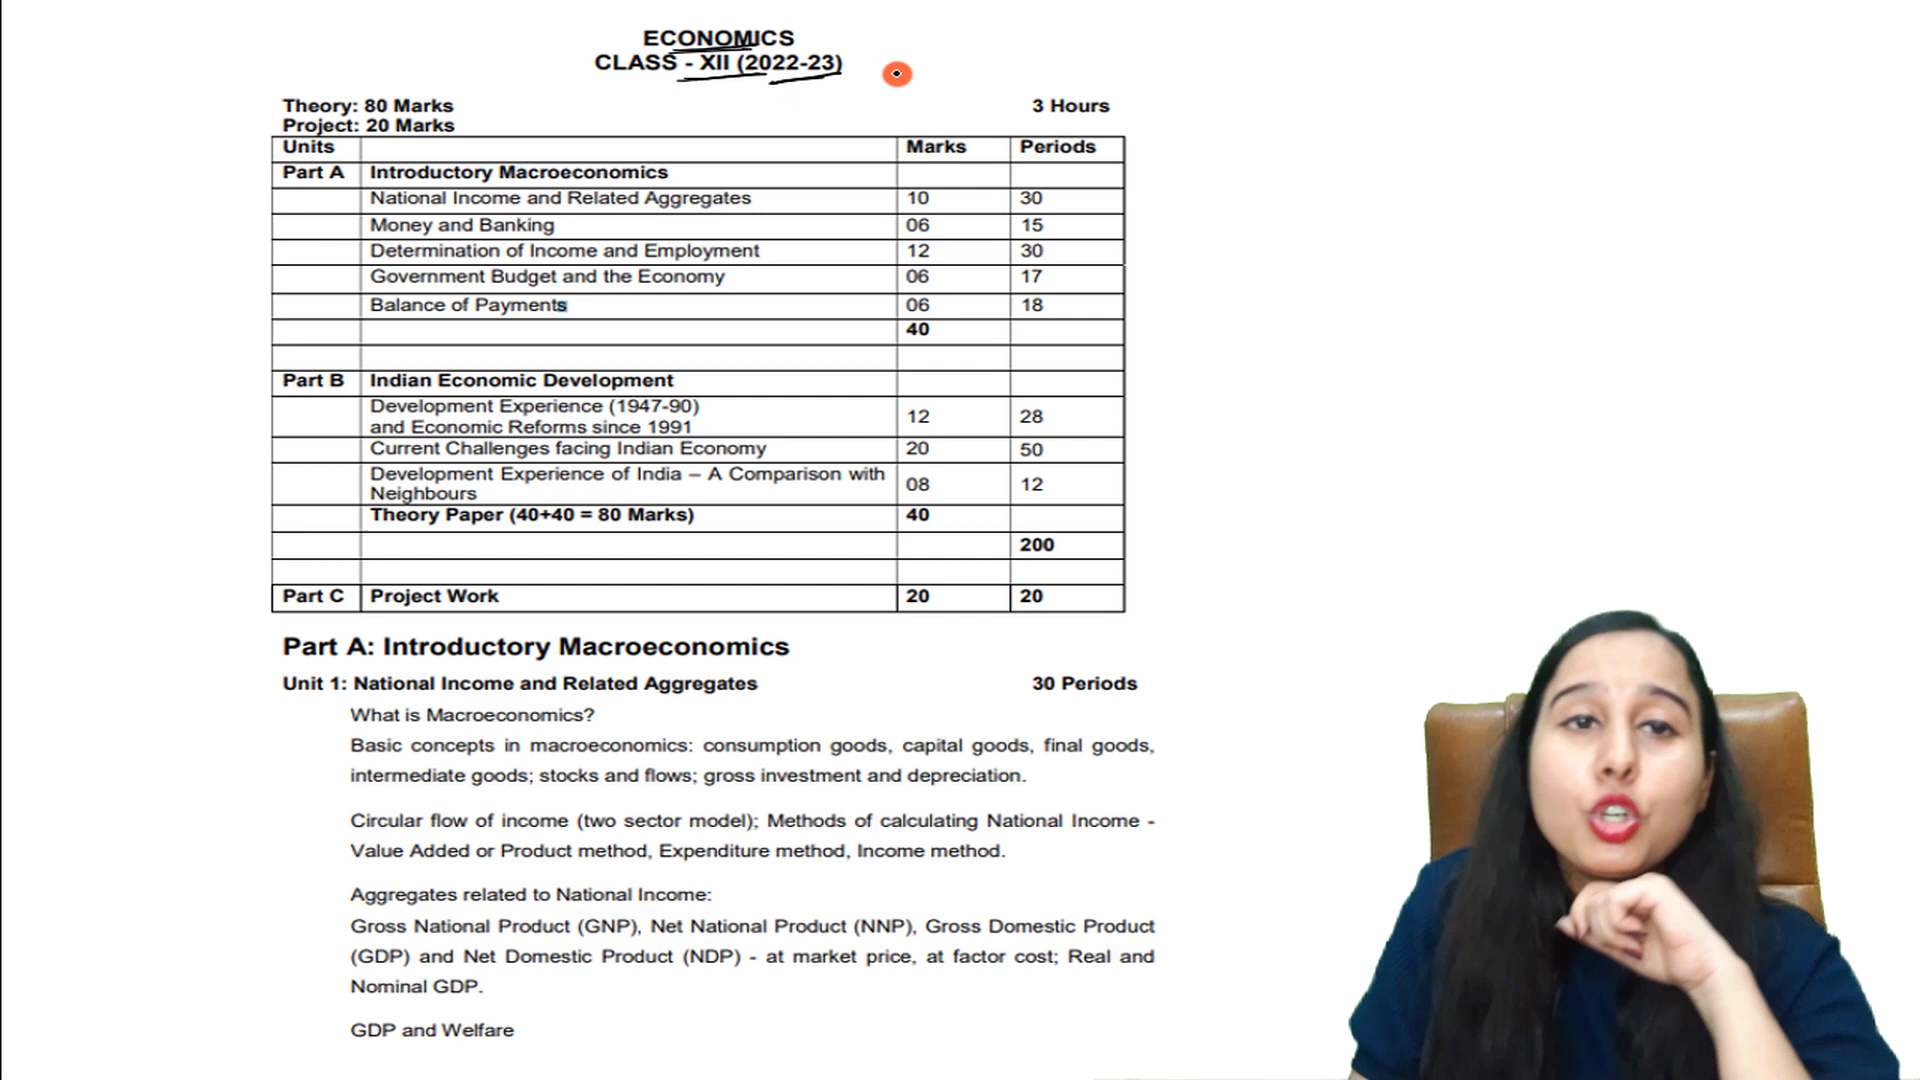 ECONOMICS
CLASS - XII (2022-23)
Theory: 80 Marks 3 Hours
Project: 20 Marks
Units Marks Periods
Part A Introductory Macroeconomics
National Income and Related Aggregates 10 30
Money and Banking 06 15
Determination of Income and Employment 12 30
Government Budget and the Economy 06 17
Balance of Payments 06 18
40
Part B Indian Economic Development
Development Experience (1947-90)
and Economic Reforms since 1991 12 28
Current Challenges facing Indian Economy 20 50
Development Experience of India – A Comparison with
Neighbours 08 12
Theory Paper (40+40 = 80 Marks) 40
200
Part C Project Work 20 20
Part A: Introductory Macroeconomics
Unit 1: National Income and Related Aggregates 30 Periods
What is Macroeconomics?
Basic concepts in macroeconomics: consumption goods, capital goods, final goods,
intermediate goods; stocks and flows; gross investment and depreciation.
Circular flow of income (two sector model); Methods of calculating National Income -
Value Added or Product method, Expenditure method, Income method.
Aggregates related to National Income:
Gross National Product (GNP), Net National Product (NNP), Gross Domestic Product
(GDP) and Net Domestic Product (NDP) - at market price, at factor cost; Real and
Nominal GDP.
GDP and Welfare